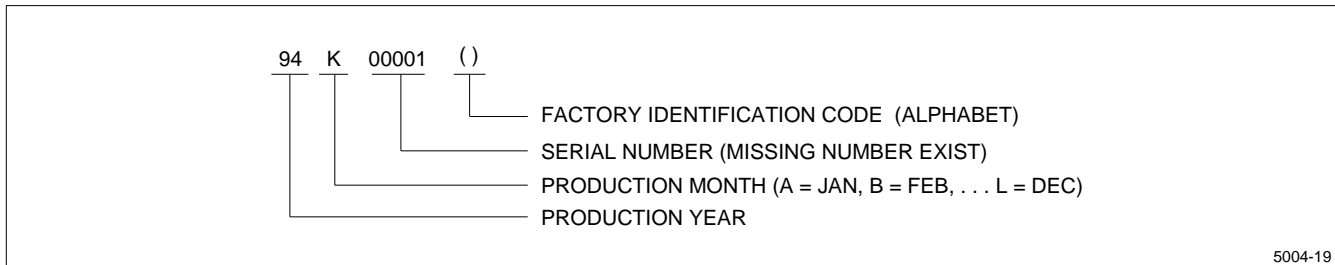 94 K 00001 ( )
FACTORY IDENTIFICATION CODE (ALPHABET)
SERIAL NUMBER (MISSING NUMBER EXIST)
PRODUCTION MONTH (A = JAN, B = FEB, . . . L = DEC)
PRODUCTION YEAR
5004-19